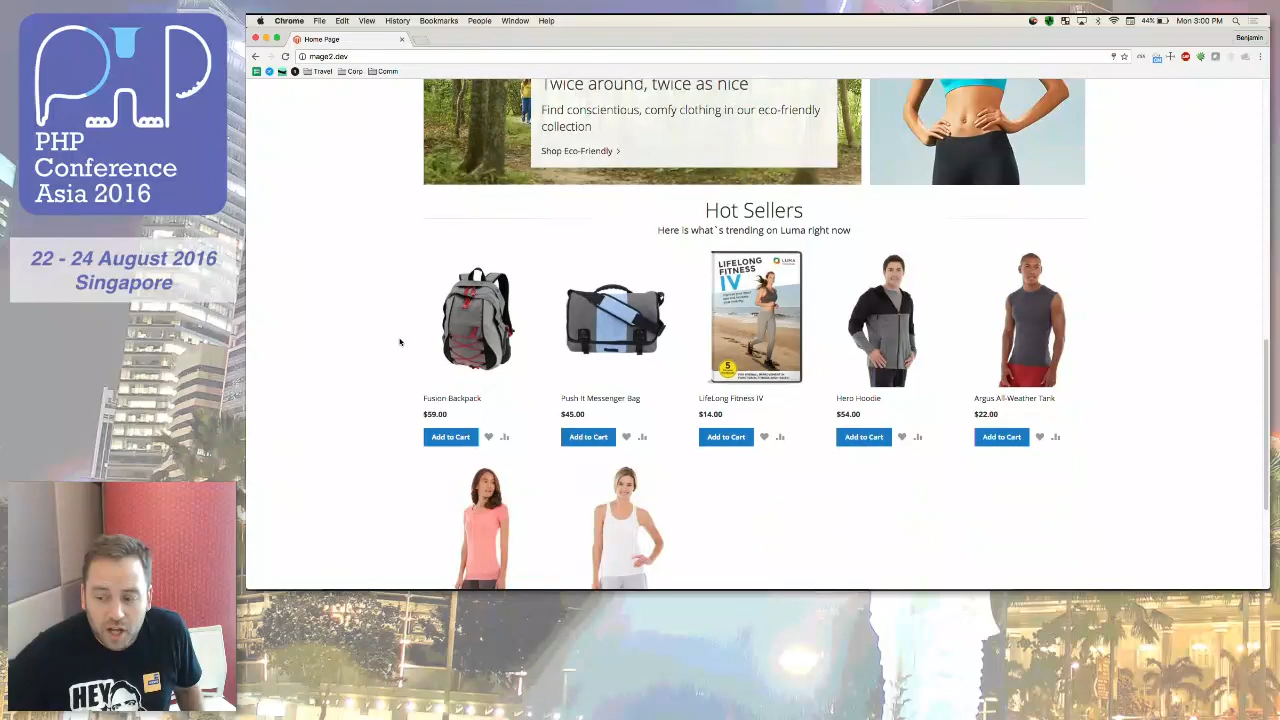 PHP
Conference
Asia 2016
22 - 24 August 2016
Singapore
HEY
Chrome File Edit View History Bookmarks People Window Help
44% Mon 3:00 PM
Home Page
Benjamin
mage2.dev
Travel Corp Comm
Twice around, twice as nice
Find conscientious, comfy clothing in our eco-friendly
collection
Shop Eco-Friendly >
Hot Sellers
Here is what`s trending on Luma right now
LIFELONG
FITNESS
IV
LUMA
5
Fusion Backpack
$59.00
Add to Cart
Push It Messenger Bag
$45.00
Add to Cart
LifeLong Fitness IV
$14.00
Add to Cart
Hero Hoodie
$54.00
Add to Cart
Argus All-Weather Tank
$22.00
Add to Cart